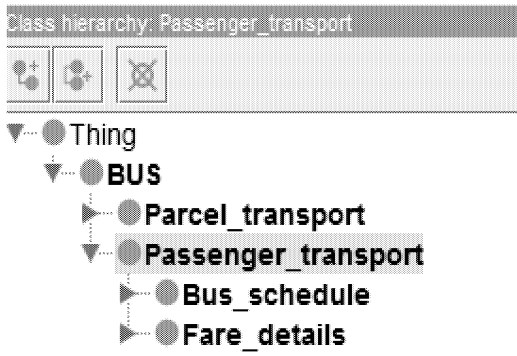 Class hierarchy: Passenger_transport
Thing
BUS
Parcel_transport
Passenger_transport
Bus_schedule
Fare_details